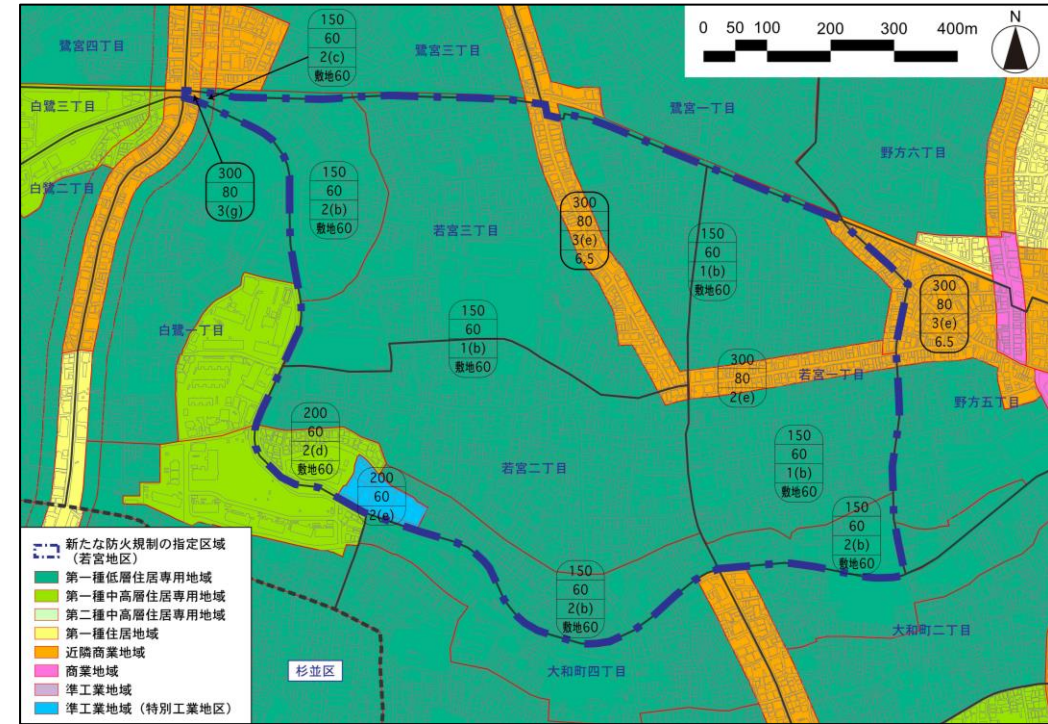 鷺宮四丁目
150
60
2(c)
敷地60
鷺宮三丁目
0 50 100 200 300 400m
N
白鷺三丁目
鷺宮一丁目
野方六丁目
白鷺二丁目
300
80
3(g)
150
60
2(b)
敷地60
若宮三丁目
300
80
3(e)
6.5
150
60
1(b)
敷地60
300
80
3(e)
6.5
白鷺一丁目
150
60
1(b)
敷地60
300
80
2(e)
若宮一丁目
野方五丁目
200
60
2(d)
敷地60
200
60
2(e)
若宮二丁目
150
60
1(b)
敷地60
150
60
2(b)
敷地60
150
60
2(b)
敷地60
大和町二丁目
大和町四丁目
杉並区
新たな防火規制の指定区域
(若宮地区)
第一種低層住居専用地域
第一種中高層住居専用地域
第二種中高層住居専用地域
第一種住居地域
近隣商業地域
商業地域
準工業地域
準工業地域(特別工業地区)